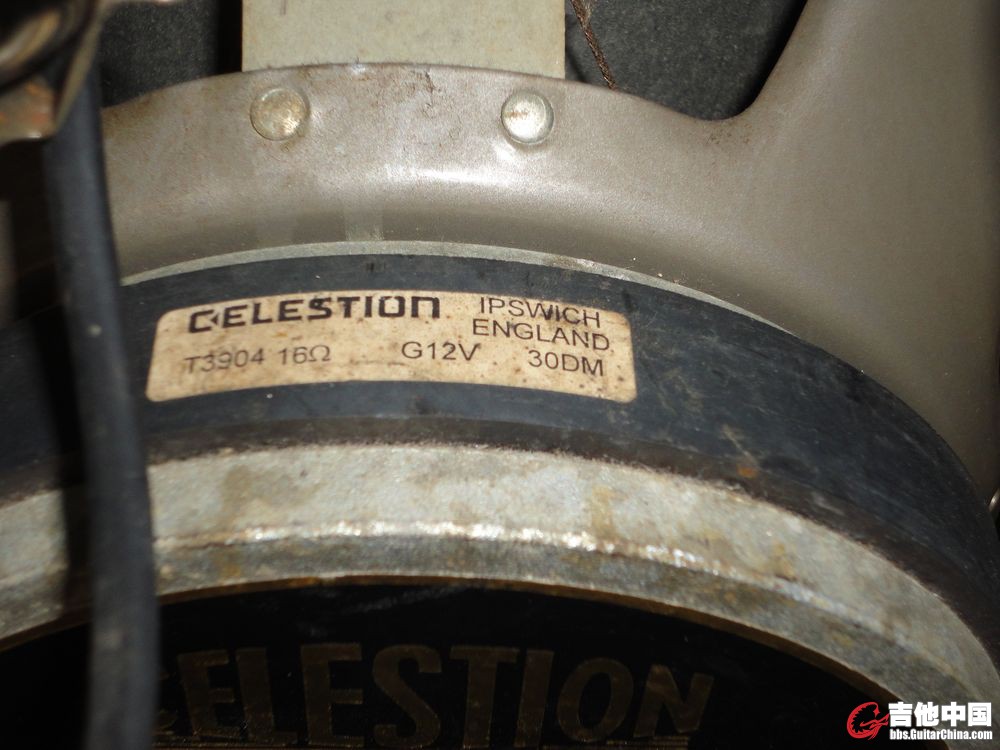 CELESTION IPSWICH
ENGLAND
T3904 16Ω G12V 30DM
CELESTION
吉他中国
bbs.GuitarChina.com